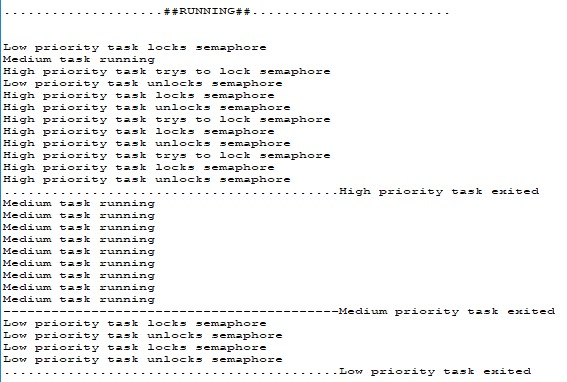 ....................##RUNNING##.........................
Low priority task locks semaphore
Medium task running
High priority task trys to lock semaphore
Low priority task unlocks semaphore
High priority task locks semaphore
High priority task unlocks semaphore
High priority task trys to lock semaphore
High priority task locks semaphore
High priority task unlocks semaphore
High priority task trys to lock semaphore
High priority task locks semaphore
High priority task unlocks semaphore
..........................................High priority task exited
Medium task running
Medium task running
Medium task running
Medium task running
Medium task running
Medium task running
Medium task running
Medium task running
Medium task running
------------------------------------------Medium priority task exited
Low priority task locks semaphore
Low priority task unlocks semaphore
Low priority task locks semaphore
Low priority task unlocks semaphore
..........................................Low priority task exited